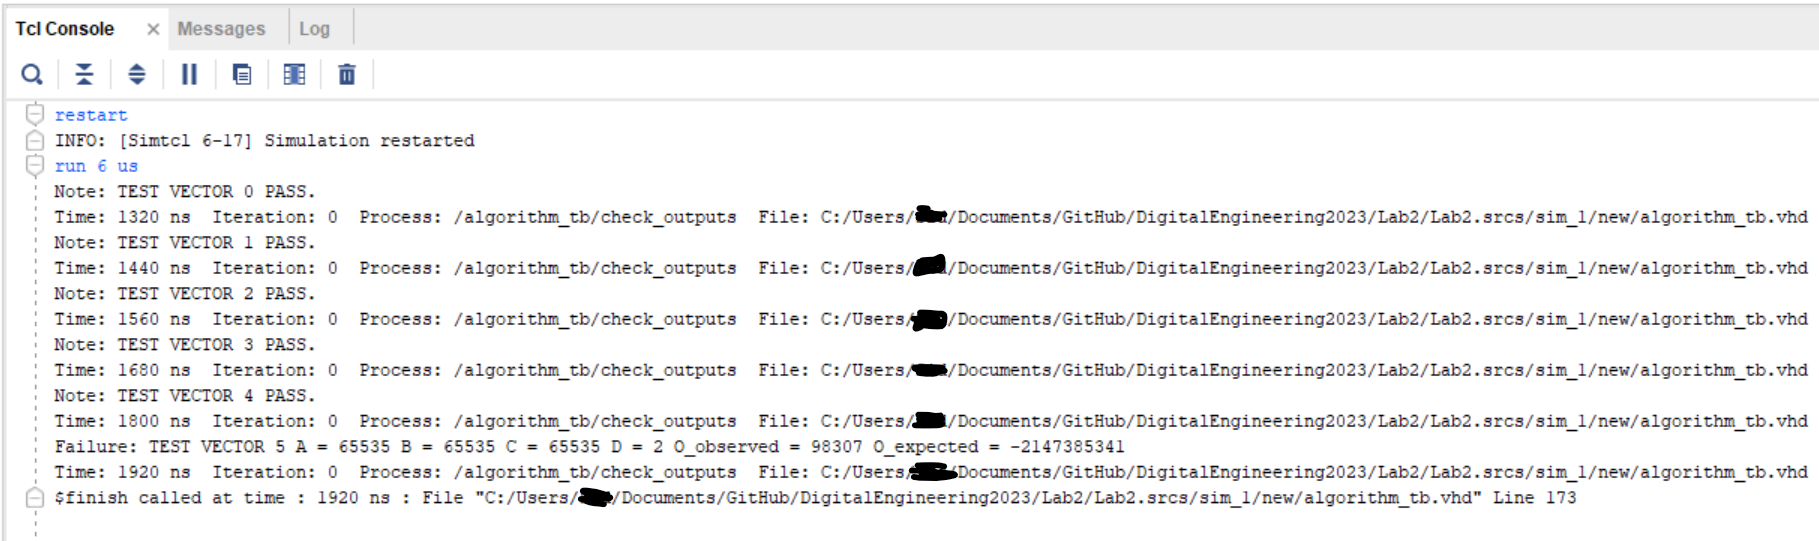 Tcl Console × Messages Log
restart
INFO: [Simtcl 6-17] Simulation restarted
run 6 us
Note: TEST VECTOR 0 PASS.
Time: 1320 ns  Iteration: 0  Process: /algorithm_tb/check_outputs  File: C:/Users/ /Documents/GitHub/DigitalEngineering2023/Lab2/Lab2.srcs/sim_1/new/algorithm_tb.vhd
Note: TEST VECTOR 1 PASS.
Time: 1440 ns  Iteration: 0  Process: /algorithm_tb/check_outputs  File: C:/Users/ /Documents/GitHub/DigitalEngineering2023/Lab2/Lab2.srcs/sim_1/new/algorithm_tb.vhd
Note: TEST VECTOR 2 PASS.
Time: 1560 ns  Iteration: 0  Process: /algorithm_tb/check_outputs  File: C:/Users/ /Documents/GitHub/DigitalEngineering2023/Lab2/Lab2.srcs/sim_1/new/algorithm_tb.vhd
Note: TEST VECTOR 3 PASS.
Time: 1680 ns  Iteration: 0  Process: /algorithm_tb/check_outputs  File: C:/Users/ /Documents/GitHub/DigitalEngineering2023/Lab2/Lab2.srcs/sim_1/new/algorithm_tb.vhd
Note: TEST VECTOR 4 PASS.
Time: 1800 ns  Iteration: 0  Process: /algorithm_tb/check_outputs  File: C:/Users/ /Documents/GitHub/DigitalEngineering2023/Lab2/Lab2.srcs/sim_1/new/algorithm_tb.vhd
Failure: TEST VECTOR 5 A = 65535 B = 65535 C = 65535 D = 2 O_observed = 98307 O_expected = -2147385341
Time: 1920 ns  Iteration: 0  Process: /algorithm_tb/check_outputs  File: C:/Users/ /Documents/GitHub/DigitalEngineering2023/Lab2/Lab2.srcs/sim_1/new/algorithm_tb.vhd
$finish called at time : 1920 ns : File "C:/Users/ /Documents/GitHub/DigitalEngineering2023/Lab2/Lab2.srcs/sim_1/new/algorithm_tb.vhd" Line 173